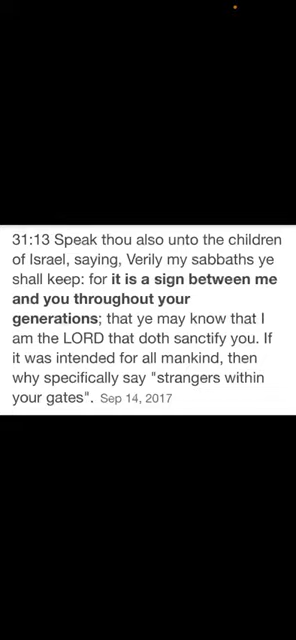 31:13 Speak thou also unto the children
of Israel, saying, Verily my sabbaths ye
shall keep: for it is a sign between me
and you throughout your
generations; that ye may know that I
am the LORD that doth sanctify you. If
it was intended for all mankind, then
why specifically say "strangers within
your gates". Sep 14, 2017